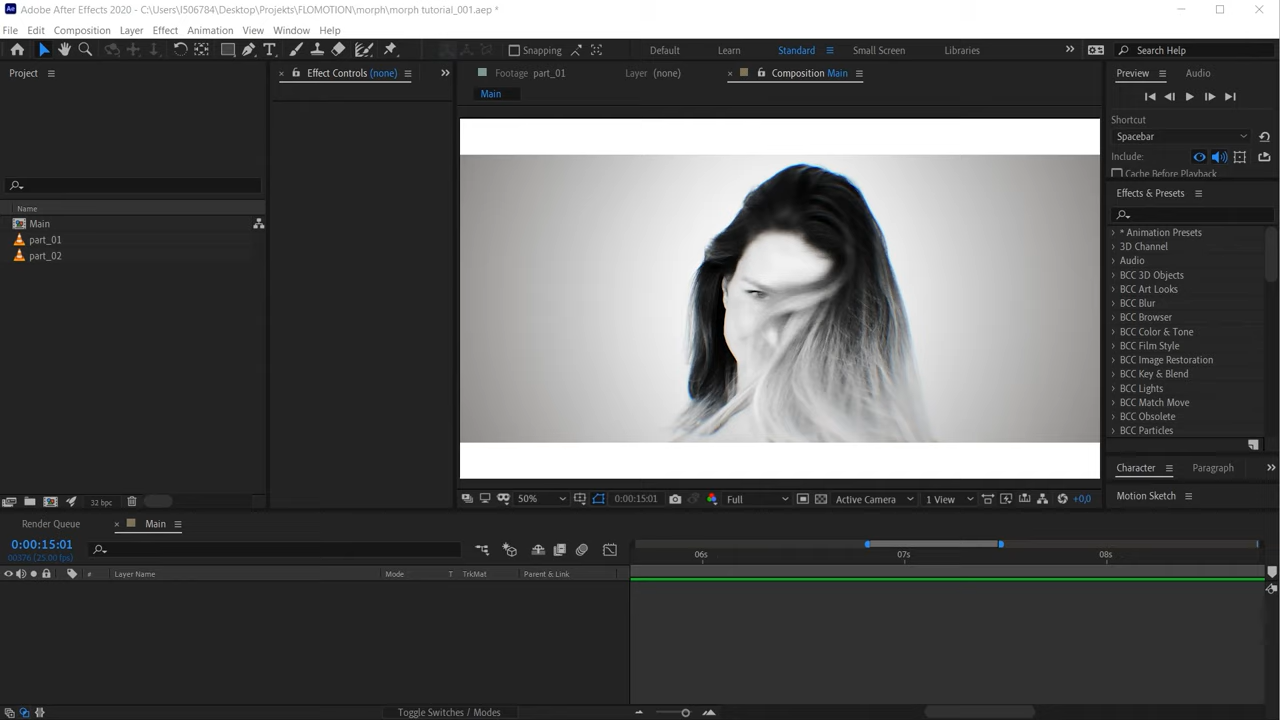 Adobe After Effects 2020 - C:\Users\I506784\Desktop\Projekts\FLOMOTION\morph\morph tutorial_001.aep *
File Edit Composition Layer Effect Animation View Window Help
Snapping Default Learn Standard Small Screen Libraries Search Help
Project Effect Controls (none) Footage part_01 Layer (none) Composition Main Preview Audio
Main
Shortcut
Spacebar
Include:
Cache Before Playback
Effects & Presets
Name
Main
part_01
part_02
* Animation Presets
3D Channel
Audio
BCC 3D Objects
BCC Art Looks
BCC Blur
BCC Browser
BCC Color & Tone
BCC Film Style
BCC Image Restoration
BCC Key & Blend
BCC Lights
BCC Match Move
BCC Obsolete
BCC Particles
Character Paragraph
Motion Sketch
32 bpc 50% 0:00:15:01 Full Active Camera 1 View +0,0
Render Queue Main
0:00:15:01
00376 (25.00 fps)
06s 07s 08s
# Layer Name Mode T TrkMat Parent & Link
Toggle Switches / Modes